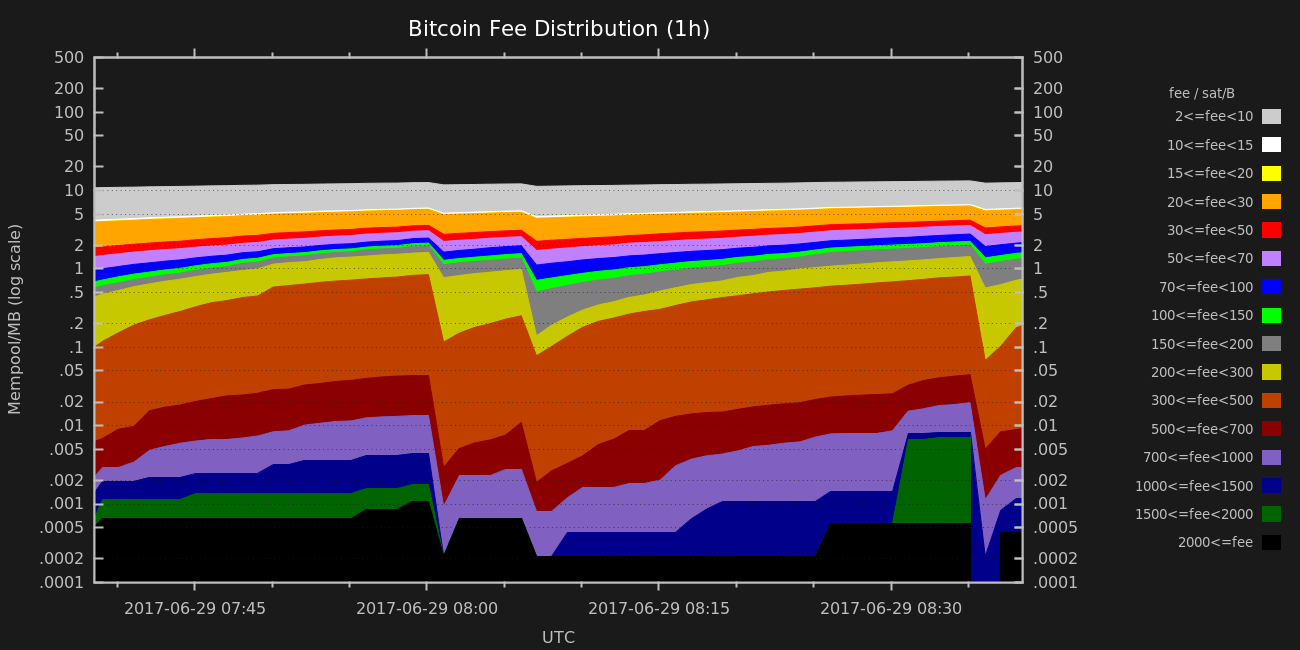 Bitcoin Fee Distribution (1h)
500
200
100
50
20
10
5
2
1
.5
.2
.1
.05
.02
.01
.005
.002
.001
.0005
.0002
.0001
Mempool/MB (log scale)
500
200
100
50
20
10
5
2
1
.5
.2
.1
.05
.02
.01
.005
.002
.001
.0005
.0002
.0001
2017-06-29 07:45
2017-06-29 08:00
2017-06-29 08:15
2017-06-29 08:30
UTC
fee / sat/B
2<=fee<10
10<=fee<15
15<=fee<20
20<=fee<30
30<=fee<50
50<=fee<70
70<=fee<100
100<=fee<150
150<=fee<200
200<=fee<300
300<=fee<500
500<=fee<700
700<=fee<1000
1000<=fee<1500
1500<=fee<2000
2000<=fee